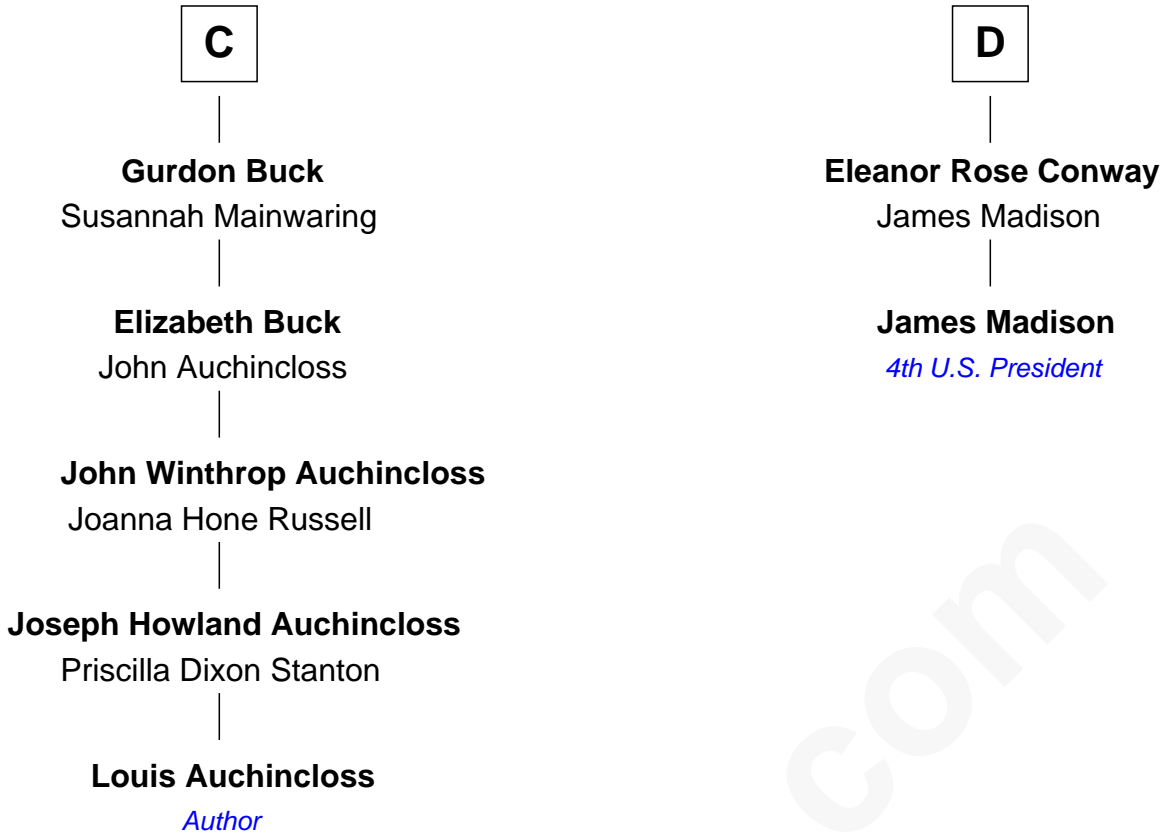 C
Gurdon Buck
Susannah Mainwaring
Elizabeth Buck
John Auchincloss
John Winthrop Auchincloss
Joanna Hone Russell
Joseph Howland Auchincloss
Priscilla Dixon Stanton
Louis Auchincloss
Author
D
Eleanor Rose Conway
James Madison
James Madison
4th U.S. President
com